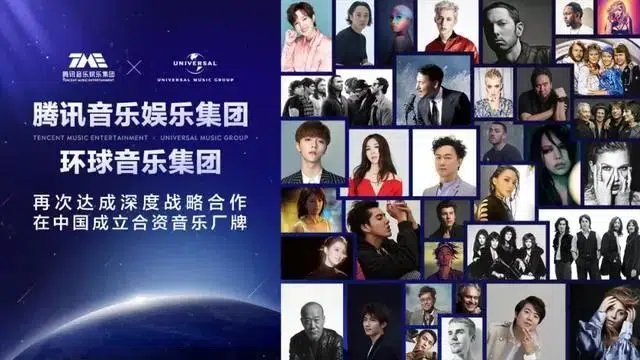 TME × UNIVERSAL
腾讯音乐娱乐集团
TENCENT MUSIC ENTERTAINMENT
UNIVERSAL MUSIC GROUP
腾讯音乐娱乐集团
TENCENT MUSIC ENTERTAINMENT × UNIVERSAL MUSIC GROUP
环球音乐集团
再次达成深度战略合作
在中国成立合资音乐厂牌